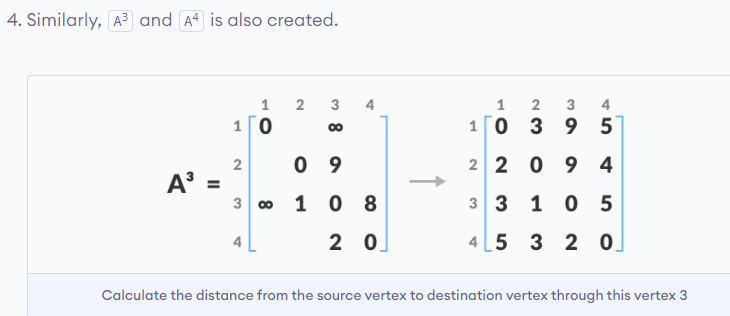 4. Similarly, A³ and A⁴ is also created.
1 2 3 4 1 2 3 4
1 0 ∞ 1 0 3 9 5
2 0 9 2 2 0 9 4
A³ = → 3 ∞ 1 0 8 3 3 1 0 5
4 2 0 4 5 3 2 0
Calculate the distance from the source vertex to destination vertex through this vertex 3